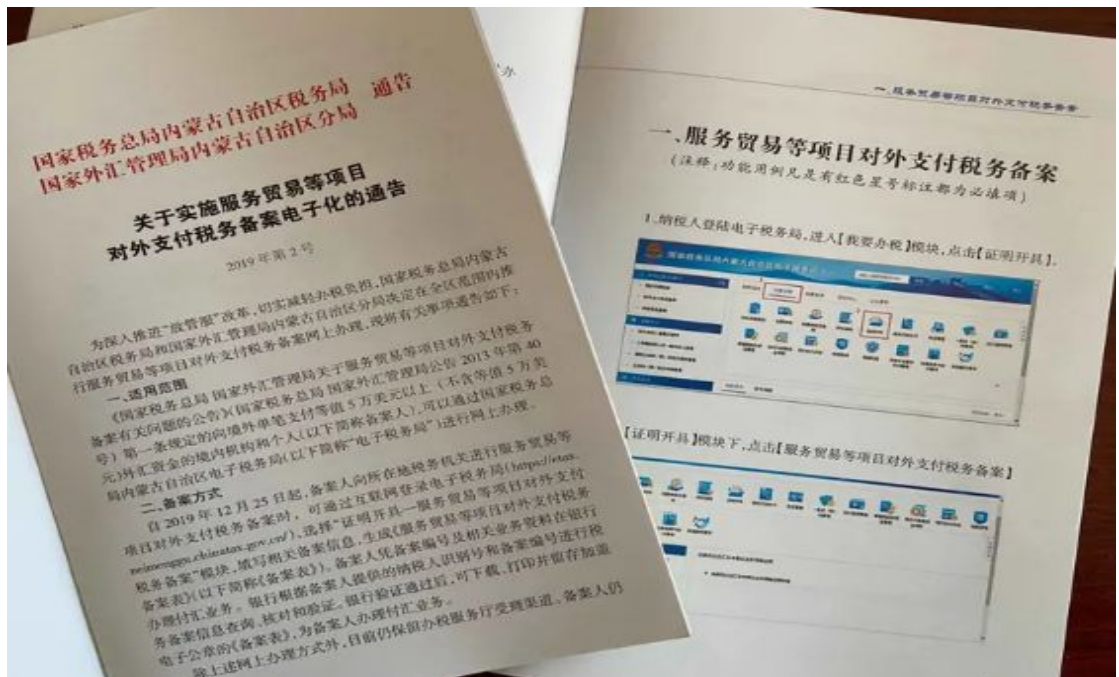 国家税务总局内蒙古自治区税务局 通告
国家外汇管理局内蒙古自治区分局
关于实施服务贸易等项目
对外支付税务备案电子化的通告
2019年第2号
为深入推进“放管服”改革,切实减轻办税负担,国家税务总局内蒙古
自治区税务局和国家外汇管理局内蒙古自治区分局决定在全区范围内推
行服务贸易等项目对外支付税务备案网上办理,现将有关事项通告如下:
一、适用范围
《国家税务总局 国家外汇管理局关于服务贸易等项目对外支付税务
备案有关问题的公告》(国家税务总局 国家外汇管理局公告2013年第40
号)第一条规定的向境外单笔支付等值5万美元以上(不含等值5万美
元)外汇资金的境内机构和个人(以下简称备案人),可以通过国家税务总
局内蒙古自治区电子税务局(以下简称“电子税务局”)进行网上办理。
二、备案方式
自2019年12月25日起,备案人向所在地税务机关进行服务贸易等
项目对外支付税务备案时,可通过互联网登录电子税务局(https://etax.
neimenggu.chinatax.gov.cn/),选择“证明开具—服务贸易等项目对外支付
税务备案”模块,填写相关备案信息,生成《服务贸易等项目对外支付税务
备案表》(以下简称《备案表》)。备案人凭备案编号及相关业务资料在银行
办理付汇业务。银行根据备案人提供的纳税人识别号和备案编号进行税
务备案信息查询、核对和验证。银行验证通过后,可下载、打印并留存加盖
电子公章的《备案表》,为备案人办理付汇业务。
除上述网上办理方式外,目前仍保留办税服务厅受理渠道。备案人仍
一、服务贸易等项目对外支付税务备案
一、服务贸易等项目对外支付税务备案
(注释:功能用例凡是有红色星号标注都为必填项)
1、纳税人登陆电子税务局,进入【我要办税】模块,点击【证明开具】.
【证明开具】模块下,点击【服务贸易等项目对外支付税务备案】